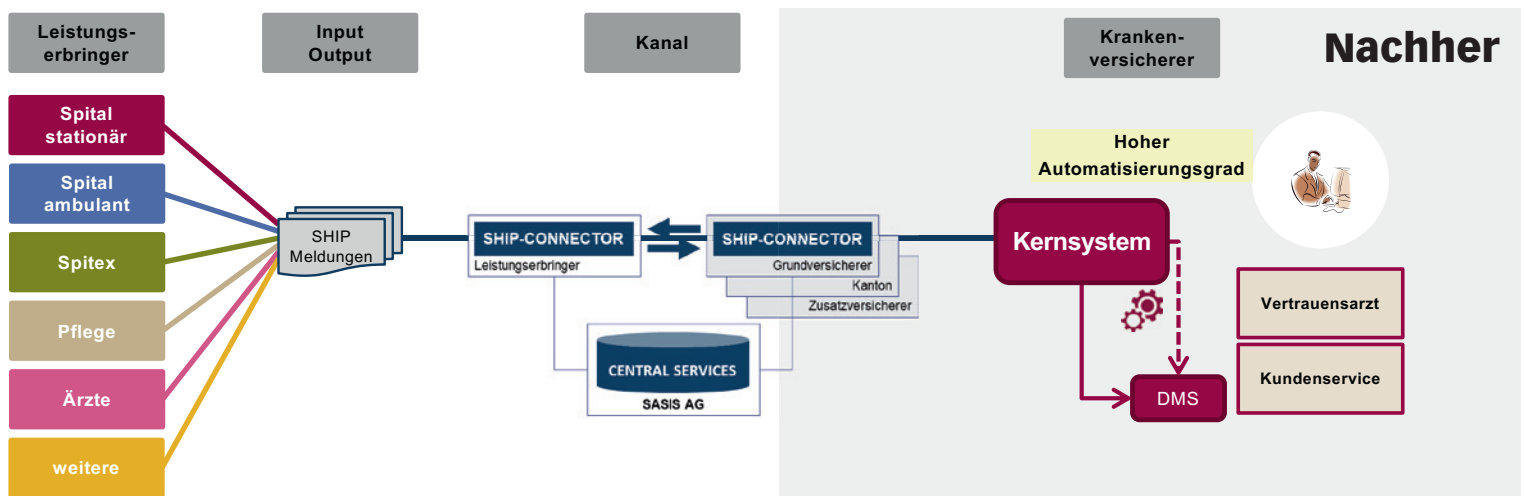 Leistungs-
erbringer
Input
Output
Kanal
Kranken-
versicherer
Nachher
Spital
stationär
Spital
ambulant
Spitex
Pflege
Ärzte
weitere
SHIP
Meldungen
SHIP-CONNECTOR
Leistungserbringer
SHIP-CONNECTOR
Grundversicherer
Kanton
Zusatzversicherer
CENTRAL SERVICES
SASIS AG
Hoher
Automatisierungsgrad
Kernsystem
DMS
Vertrauensarzt
Kundenservice